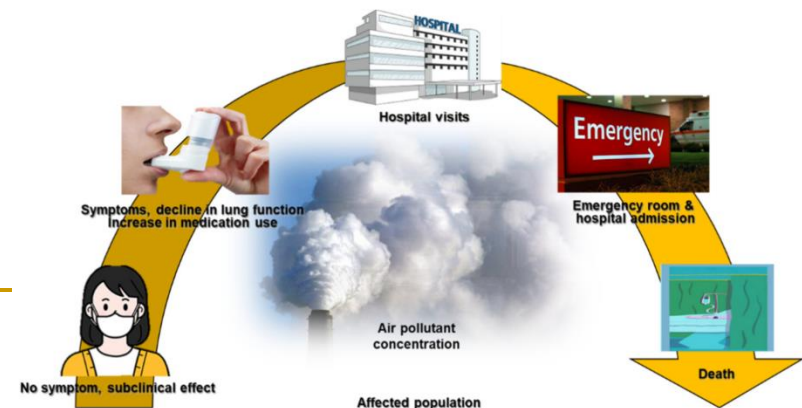 HOSPITAL
Hospital visits
Emergency
Symptoms, decline in lung function
Increase in medication use
Emergency room &
hospital admission
Air pollutant
concentration
Death
No symptom, subclinical effect
Affected population